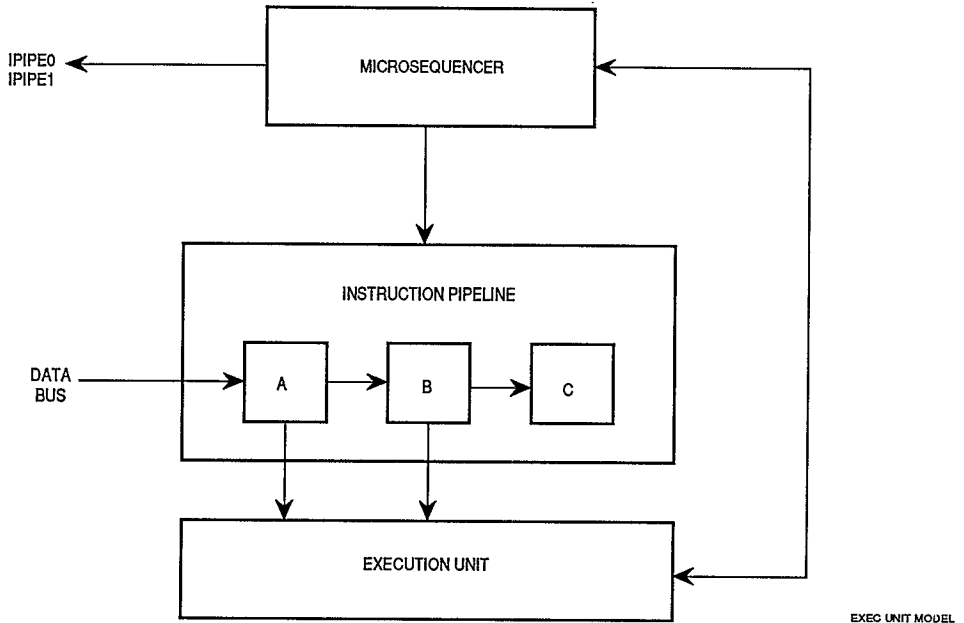 IPIPE0
IPIPE1
MICROSEQUENCER
INSTRUCTION PIPELINE
DATA
BUS
A
B
C
EXECUTION UNIT
EXEC UNIT MODEL